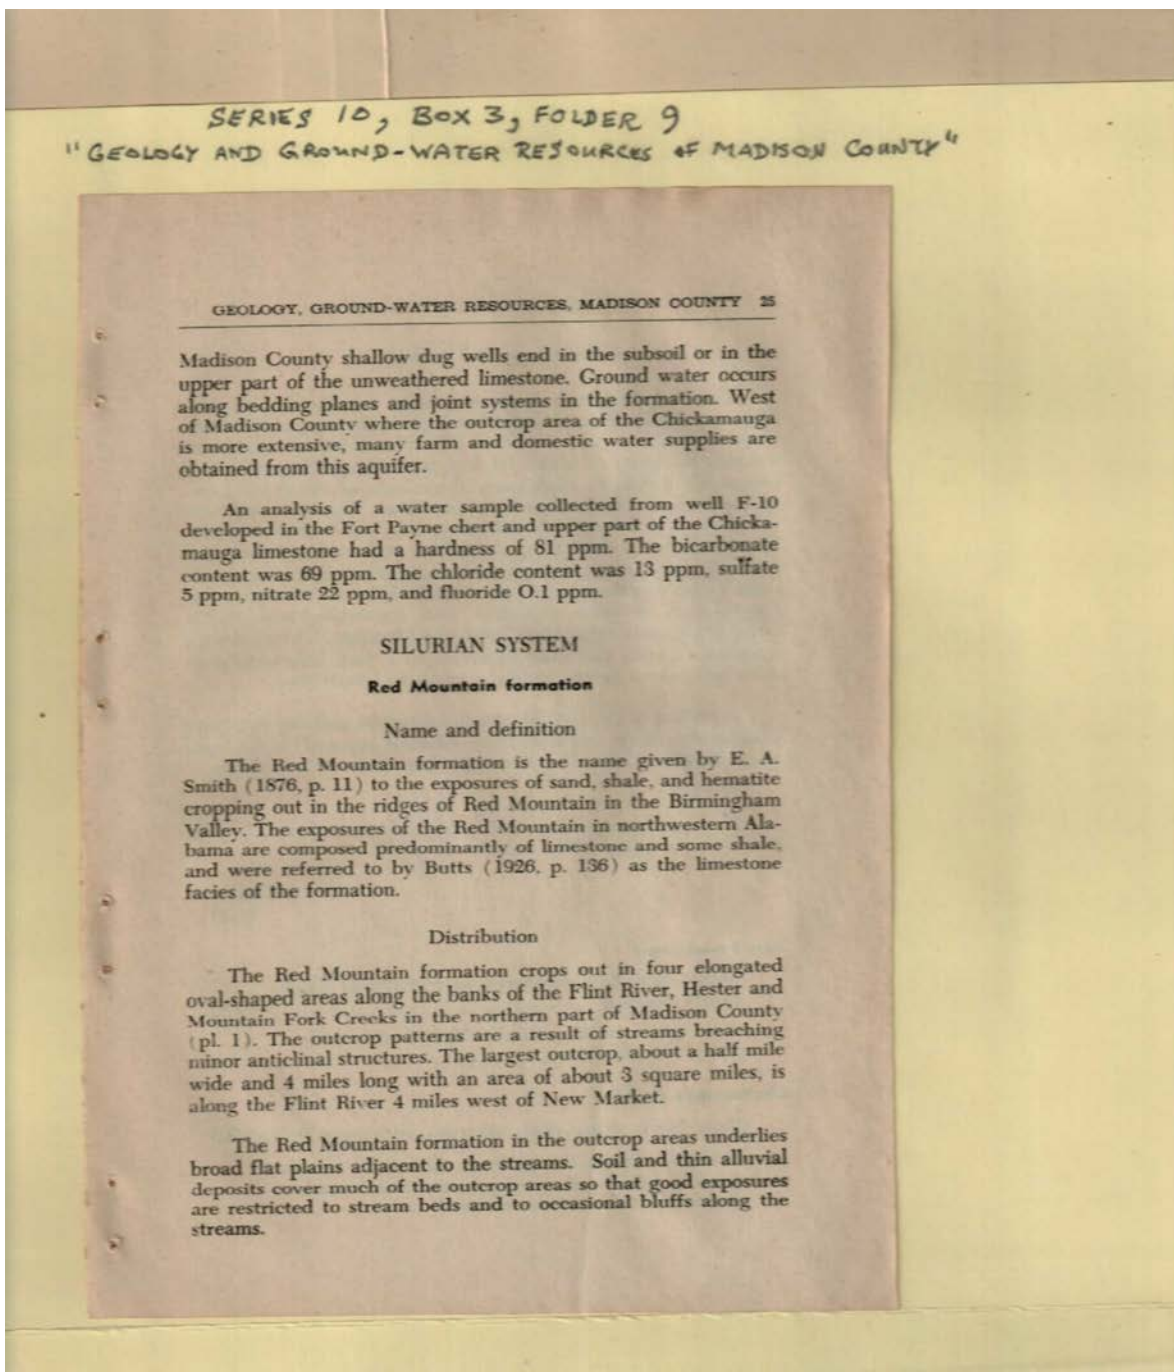 SERIES 10, BOX 3, FOLDER 9
"GEOLOGY AND GROUND-WATER RESOURCES OF MADISON COUNTY"
GEOLOGY, GROUND-WATER RESOURCES, MADISON COUNTY 25
Madison County shallow dug wells end in the subsoil or in the
upper part of the unweathered limestone. Ground water occurs
along bedding planes and joint systems in the formation. West
of Madison County where the outcrop area of the Chickamauga
is more extensive, many farm and domestic water supplies are
obtained from this aquifer.
An analysis of a water sample collected from well F-10
developed in the Fort Payne chert and upper part of the Chicka-
mauga limestone had a hardness of 81 ppm. The bicarbonate
content was 69 ppm. The chloride content was 13 ppm, sulfate
5 ppm, nitrate 22 ppm, and fluoride O.1 ppm.
SILURIAN SYSTEM
Red Mountain formation
Name and definition
The Red Mountain formation is the name given by E. A.
Smith (1876, p. 11) to the exposures of sand, shale, and hematite
cropping out in the ridges of Red Mountain in the Birmingham
Valley. The exposures of the Red Mountain in northwestern Ala-
bama are composed predominantly of limestone and some shale,
and were referred to by Butts (1926, p. 136) as the limestone
facies of the formation.
Distribution
The Red Mountain formation crops out in four elongated
oval-shaped areas along the banks of the Flint River, Hester and
Mountain Fork Creeks in the northern part of Madison County
(pl. 1). The outcrop patterns are a result of streams breaching
minor anticlinal structures. The largest outcrop, about a half mile
wide and 4 miles long with an area of about 3 square miles, is
along the Flint River 4 miles west of New Market.
The Red Mountain formation in the outcrop areas underlies
broad flat plains adjacent to the streams. Soil and thin alluvial
deposits cover much of the outcrop areas so that good exposures
are restricted to stream beds and to occasional bluffs along the
streams.